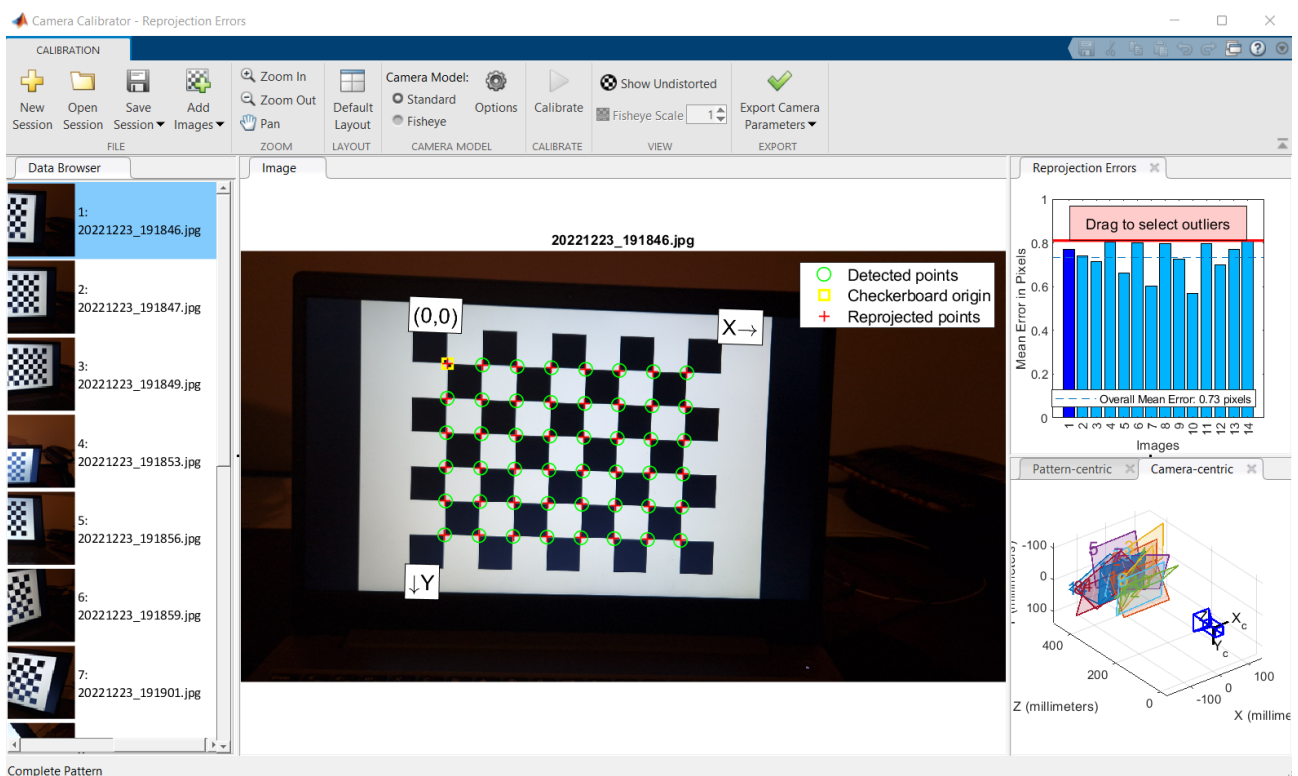 Camera Calibrator - Reprojection Errors
CALIBRATION
New Session
Open Session
Save Session
Add Images
FILE
Zoom In
Zoom Out
Pan
ZOOM
Default Layout
LAYOUT
Camera Model:
Standard
Fisheye
Options
CAMERA MODEL
Calibrate
CALIBRATE
Show Undistorted
Fisheye Scale 1
VIEW
Export Camera Parameters
EXPORT
Data Browser
1:
20221223_191846.jpg
2:
20221223_191847.jpg
3:
20221223_191849.jpg
4:
20221223_191853.jpg
5:
20221223_191856.jpg
6:
20221223_191859.jpg
7:
20221223_191901.jpg
Image
20221223_191846.jpg
Detected points
Checkerboard origin
Reprojected points
(0,0)
X→
↓Y
Reprojection Errors
Drag to select outliers
Mean Error in Pixels
1
0.8
0.6
0.4
0.2
0
Overall Mean Error: 0.73 pixels
1 2 3 4 5 6 7 8 9 10 11 12 13 14
Images
Pattern-centric
Camera-centric
-100
0
100
5
X c
Y c
400
200
0
Z (millimeters)
-100
0
100
X (millime
Complete Pattern